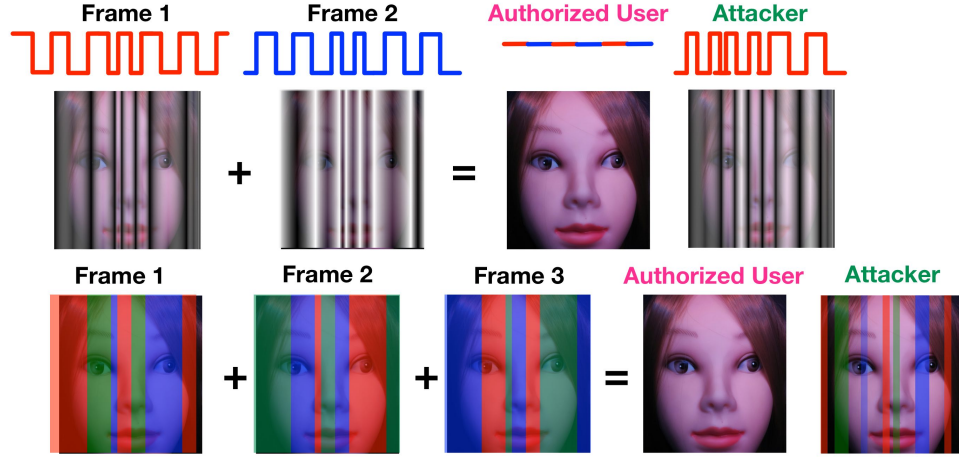 Frame 1 Frame 2 Authorized User Attacker
+ =
Frame 1 Frame 2 Frame 3 Authorized User Attacker
+ + =